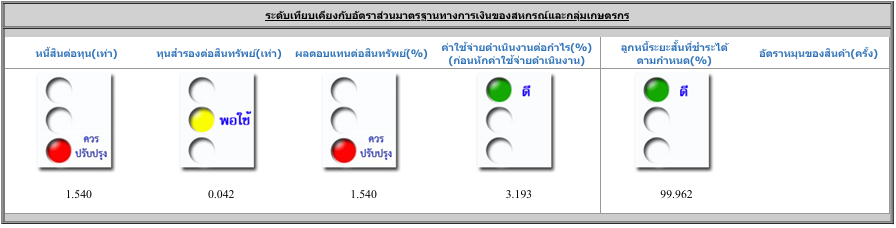 ระดับเทียบเคียงกับอัตราส่วนมาตรฐานทางการเงินของสหกรณ์และกลุ่มเกษตรกร
หนี้สินต่อทุน(เท่า)
ทุนสำรองต่อสินทรัพย์(เท่า)
ผลตอบแทนต่อสินทรัพย์(%)
ค่าใช้จ่ายดำเนินงานต่อกำไร(%)
(ก่อนหักค่าใช้จ่ายดำเนินงาน)
ลูกหนี้ระยะสั้นที่ชำระได้
ตามกำหนด(%)
อัตราหมุนของสินค้า(ครั้ง)
ควร
ปรับปรุง
พอใช้
ควร
ปรับปรุง
ดี
ดี
1.540
0.042
1.540
3.193
99.962